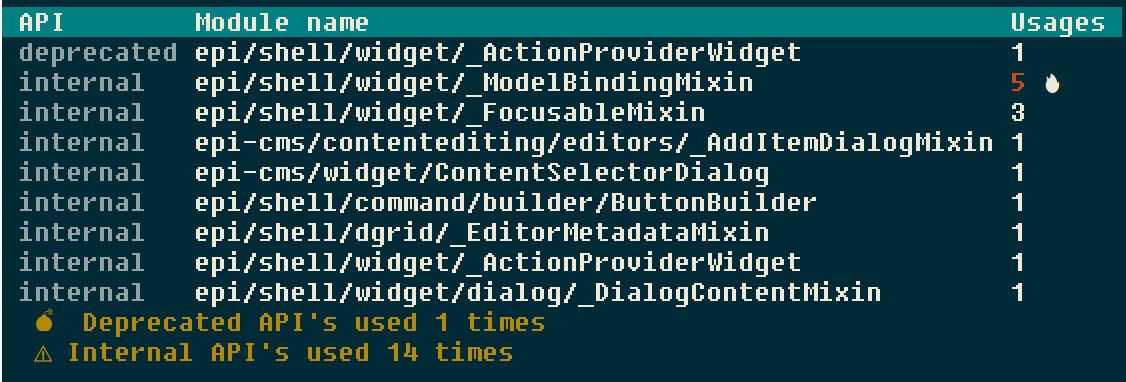 API Module name Usages
deprecated epi/shell/widget/_ActionProviderWidget 1
internal epi/shell/widget/_ModelBindingMixin 5
internal epi/shell/widget/_FocusableMixin 3
internal epi-cms/contentediting/editors/_AddItemDialogMixin 1
internal epi-cms/widget/ContentSelectorDialog 1
internal epi/shell/command/builder/ButtonBuilder 1
internal epi/shell/dgrid/_EditorMetadataMixin 1
internal epi/shell/widget/_ActionProviderWidget 1
internal epi/shell/widget/dialog/_DialogContentMixin 1
Deprecated API's used 1 times
Internal API's used 14 times